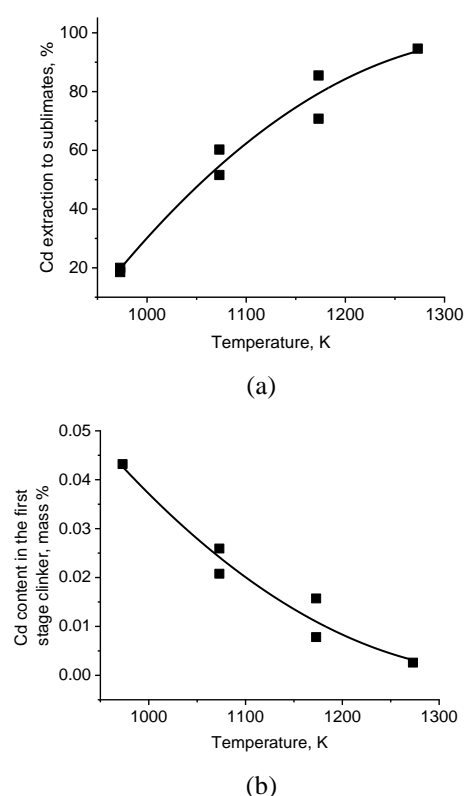 100
80
60
40
20
Cd extraction to sublimates, %
1000 1100 1200 1300
Temperature, K
(a)
0.05
0.04
0.03
0.02
0.01
0.00
Cd content in the first
stage clinker, mass %
1000 1100 1200 1300
Temperature, K
(b)